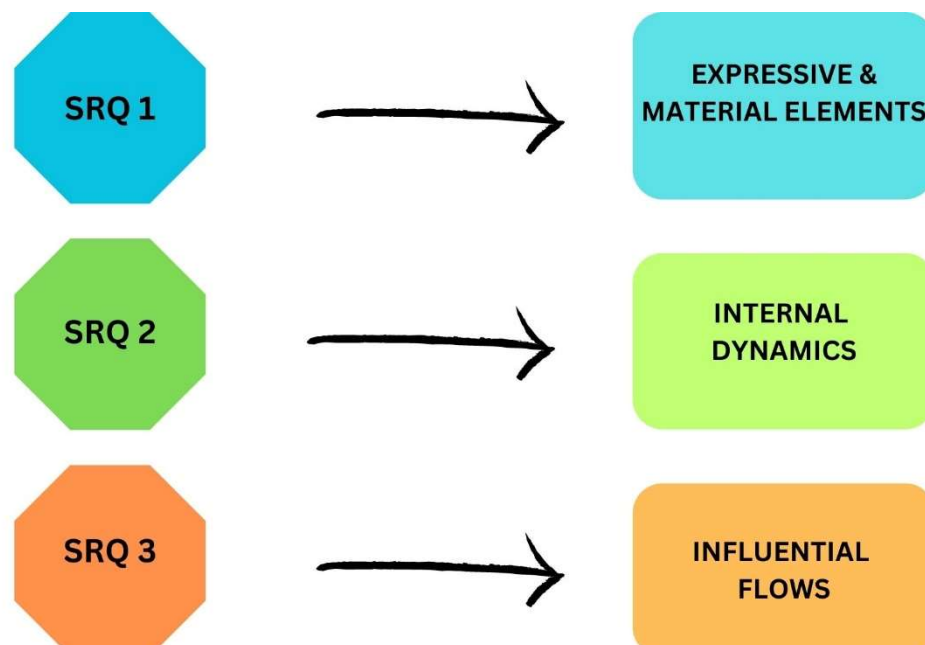 SRQ 1
EXPRESSIVE &
MATERIAL ELEMENTS
SRQ 2
INTERNAL
DYNAMICS
SRQ 3
INFLUENTIAL
FLOWS